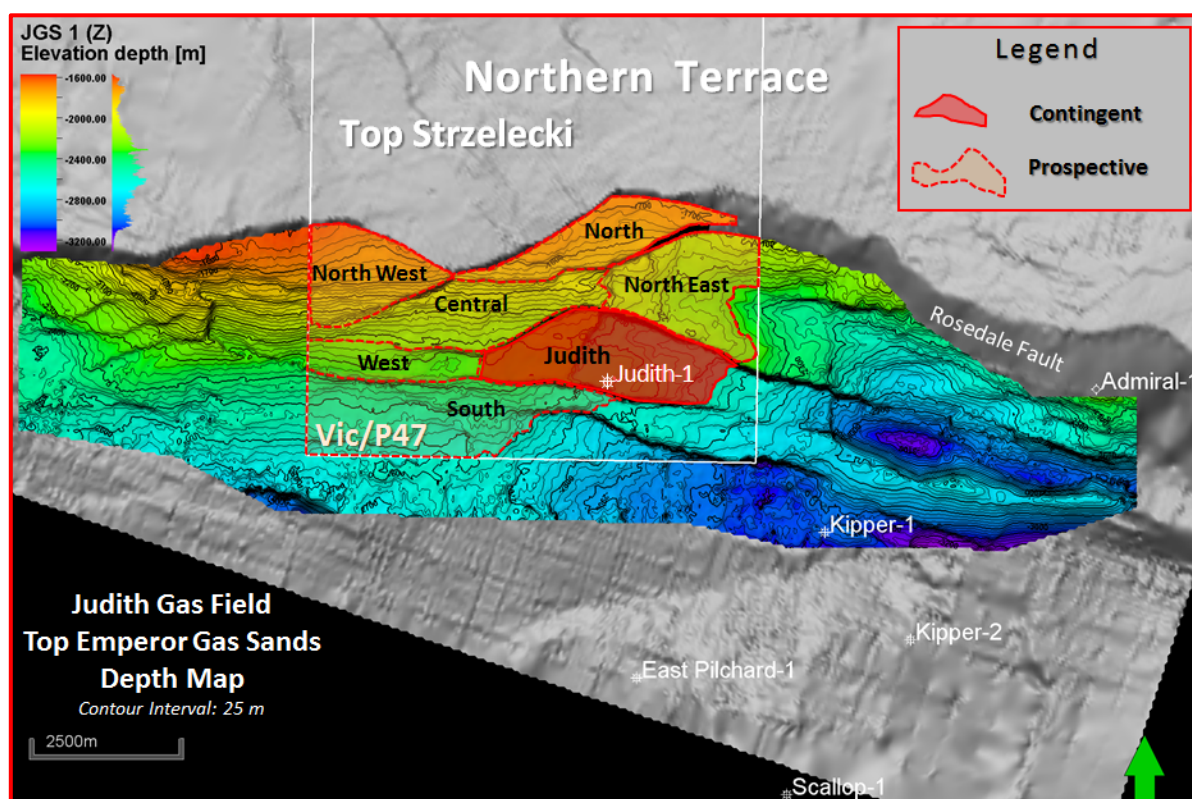 JGS 1 (Z)
Elevation depth [m]
-1600.00
-2000.00
-2400.00
-2800.00
-3200.00
Northern Terrace
Top Strzelecki
Legend
Contingent
Prospective
North
North West
North East
Central
West
Judith
Judith-1
South
Vic/P47
Rosedale Fault
Admiral-1
Kipper-1
Kipper-2
East Pilchard-1
Scallop-1
Judith Gas Field
Top Emperor Gas Sands
Depth Map
Contour Interval: 25 m
2500m